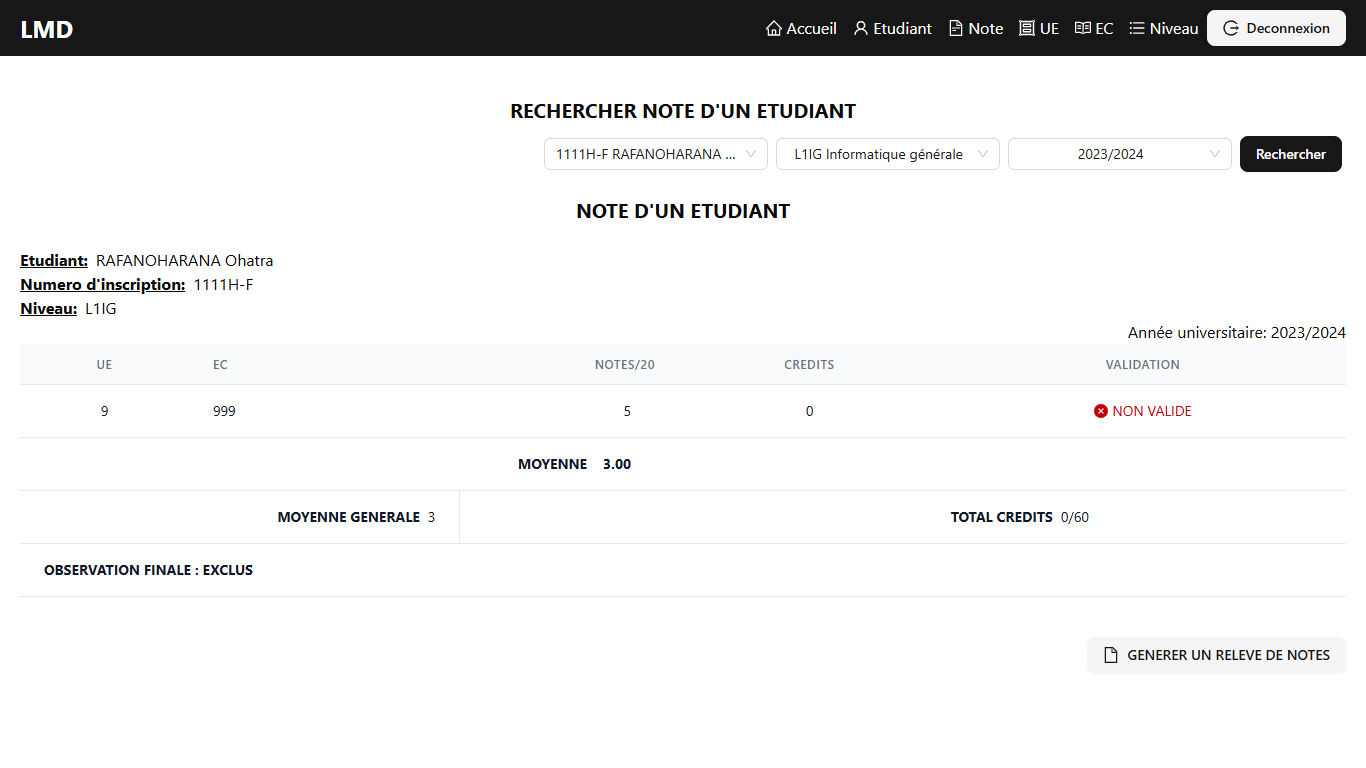 LMD Accueil Etudiant Note UE EC Niveau Deconnexion
RECHERCHER NOTE D'UN ETUDIANT
1111H-F RAFANOHARANA ... L1IG Informatique générale 2023/2024 Rechercher
NOTE D'UN ETUDIANT
Etudiant: RAFANOHARANA Ohatra
Numero d'inscription: 1111H-F
Niveau: L1IG
Année universitaire: 2023/2024
UE EC NOTES/20 CREDITS VALIDATION
9 999 5 0 NON VALIDE
MOYENNE 3.00
MOYENNE GENERALE 3 TOTAL CREDITS 0/60
OBSERVATION FINALE : EXCLUS
GENERER UN RELEVE DE NOTES